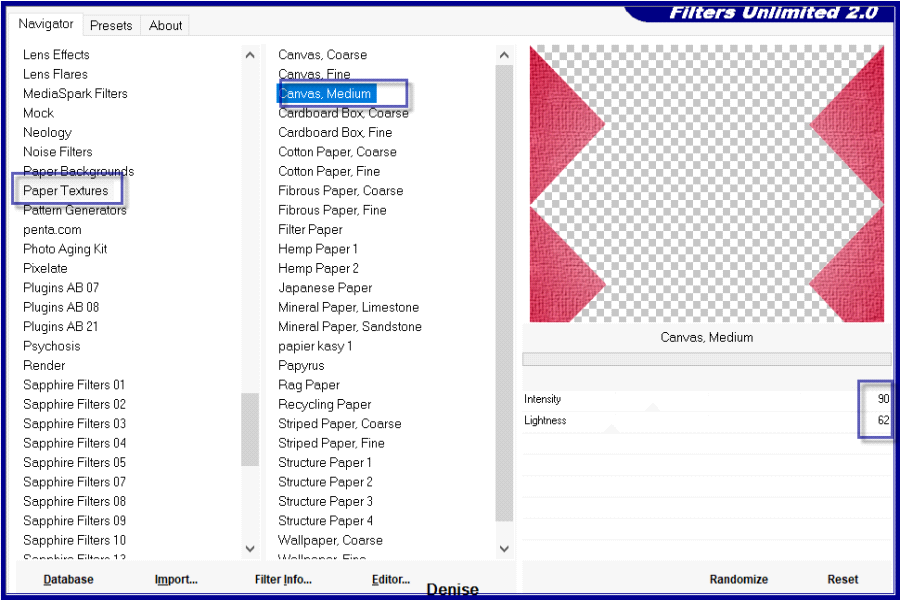 Filters Unlimited 2.0
Navigator
Presets
About
Lens Effects
Lens Flares
MediaSpark Filters
Mock
Neology
Noise Filters
Paper Backgrounds
Paper Textures
Pattern Generators
penta.com
Photo Aging Kit
Pixelate
Plugins AB 07
Plugins AB 08
Plugins AB 21
Psychosis
Render
Sapphire Filters 01
Sapphire Filters 02
Sapphire Filters 03
Sapphire Filters 04
Sapphire Filters 05
Sapphire Filters 07
Sapphire Filters 08
Sapphire Filters 09
Sapphire Filters 10
Sapphire Filters 13
Canvas, Coarse
Canvas, Fine
Canvas, Medium
Cardboard Box, Coarse
Cardboard Box, Fine
Cotton Paper, Coarse
Cotton Paper, Fine
Fibrous Paper, Coarse
Fibrous Paper, Fine
Filter Paper
Hemp Paper 1
Hemp Paper 2
Japanese Paper
Mineral Paper, Limestone
Mineral Paper, Sandstone
papier kasy 1
Papyrus
Rag Paper
Recycling Paper
Striped Paper, Coarse
Striped Paper, Fine
Structure Paper 1
Structure Paper 2
Structure Paper 3
Structure Paper 4
Wallpaper, Coarse
Wallpaper, Fine
Canvas, Medium
Intensity 90
Lightness 62
Database
Import...
Filter Info...
Editor...
Denise
Randomize
Reset